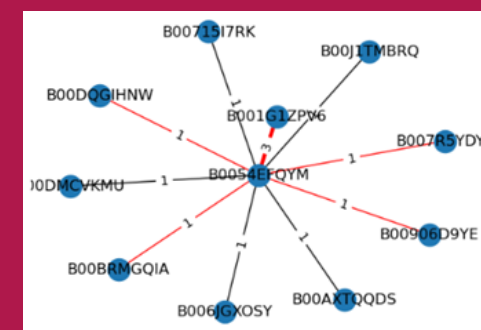 B00715I7RK
B00J1TMBRQ
B00DQGIHNW
B001G1ZPV6
1
1
1
3
B007R5YDY
1
B0054EFQYM
00DMCVKMU
1
1
1
B00906D9YE
1
1
B00BRMGQIA
B006JGXOSY
B00AXTQQDS